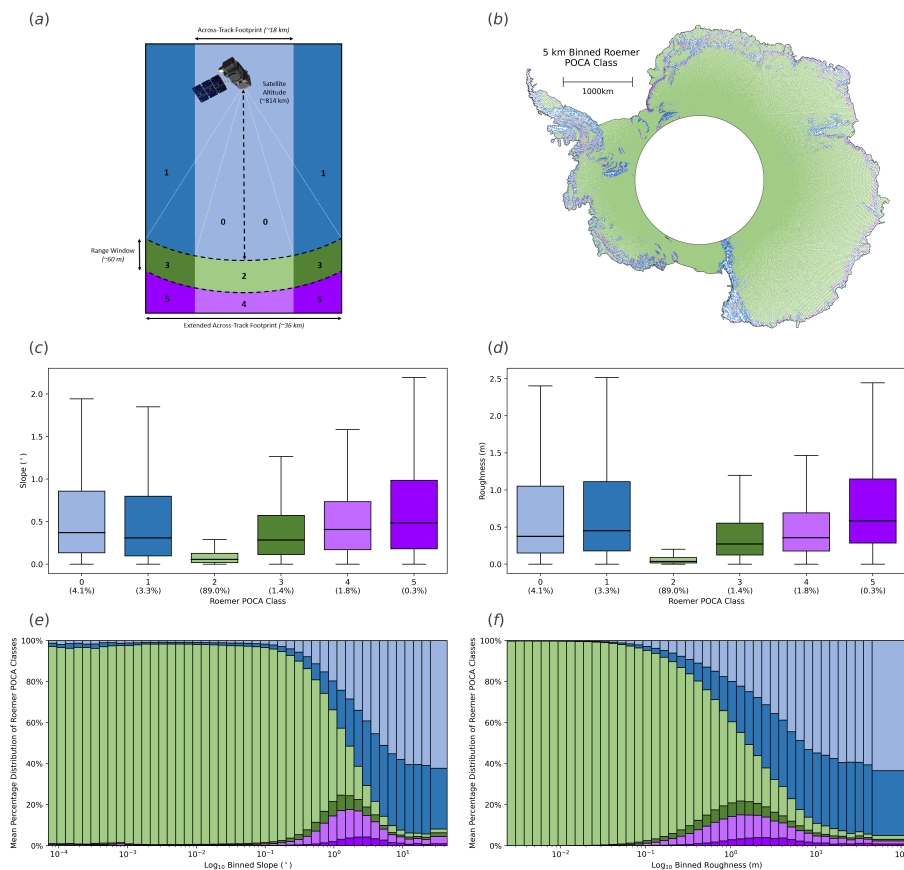 (a)
Across-Track Footprint (~18 km)
Satellite
Altitude
(~814 km)
1
1
0
0
Range Window
(~60 m)
3
2
3
5
4
5
Extended Across-Track Footprint (~36 km)
(b)
5 km Binned Roemer
POCA Class
1000km
(c)
Slope (°)
2.0
1.5
1.0
0.5
0.0
0 1 2 3 4 5
(4.1%) (3.3%) (89.0%) (1.4%) (1.8%) (0.3%)
Roemer POCA Class
(d)
Roughness (m)
2.5
2.0
1.5
1.0
0.5
0.0
0 1 2 3 4 5
(4.1%) (3.3%) (89.0%) (1.4%) (1.8%) (0.3%)
Roemer POCA Class
(e)
Mean Percentage Distribution of Roemer POCA Classes
100%
80%
60%
40%
20%
0%
10⁻⁴ 10⁻³ 10⁻² 10⁻¹ 10⁰ 10¹
Log₁₀ Binned Slope (°)
(f)
Mean Percentage Distribution of Roemer POCA Classes
100%
80%
60%
40%
20%
0%
10⁻² 10⁻¹ 10⁰ 10¹ 10²
Log₁₀ Binned Roughness (m)